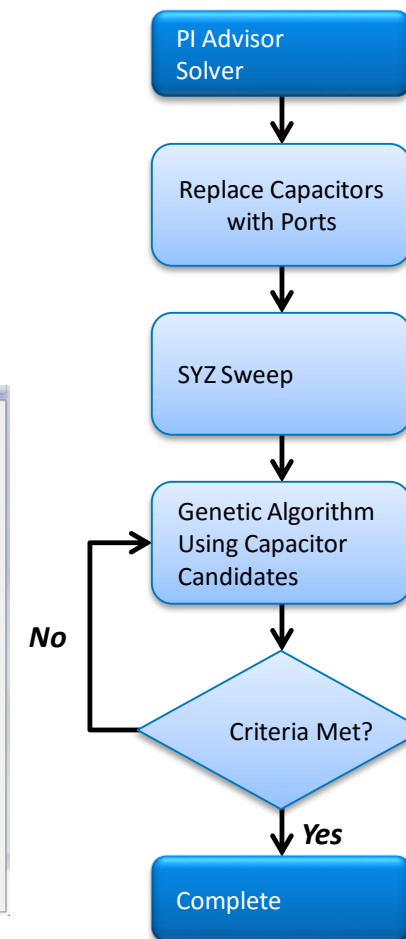 PI Advisor
Solver
Replace Capacitors
with Ports
SYZ Sweep
Genetic Algorithm
Using Capacitor
Candidates
No
Criteria Met?
Yes
Complete